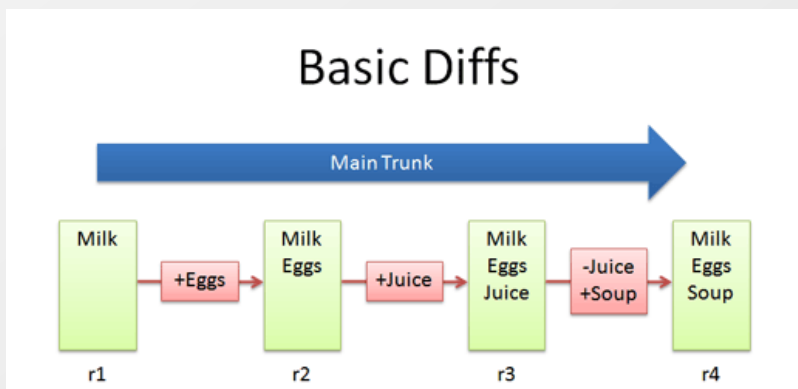 Basic Diffs
Main Trunk
Milk
+Eggs
Milk
Eggs
+Juice
Milk
Eggs
Juice
-Juice
+Soup
Milk
Eggs
Soup
r1
r2
r3
r4